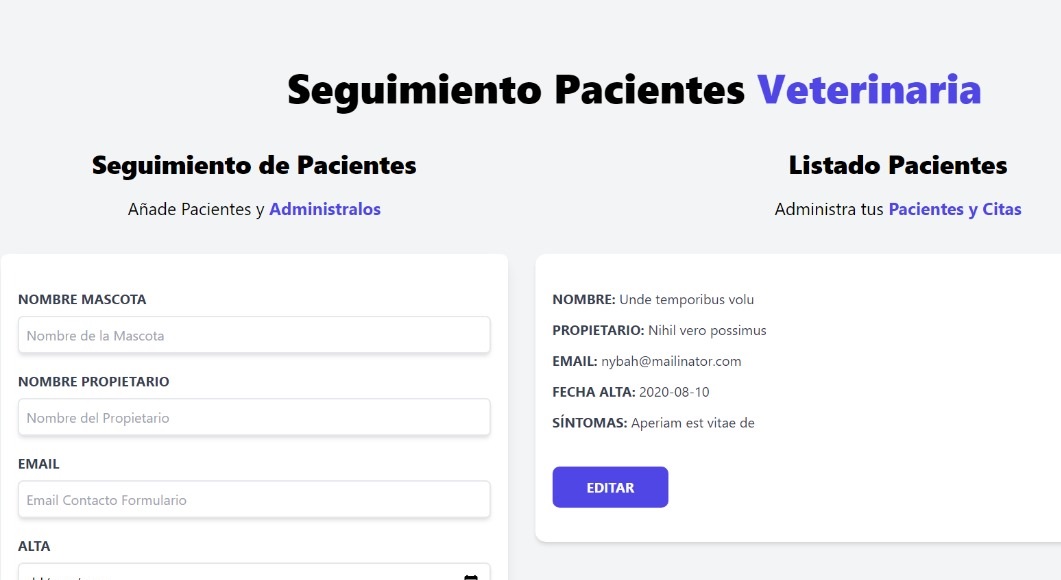 Seguimiento Pacientes Veterinaria
Seguimiento de Pacientes
Añade Pacientes y Administralos
NOMBRE MASCOTA
Nombre de la Mascota
NOMBRE PROPIETARIO
Nombre del Propietario
EMAIL
Email Contacto Formulario
ALTA
Listado Pacientes
Administra tus Pacientes y Citas
NOMBRE: Unde temporibus volu
PROPIETARIO: Nihil vero possimus
EMAIL: nybah@mailinator.com
FECHA ALTA: 2020-08-10
SÍNTOMAS: Aperiam est vitae de
EDITAR